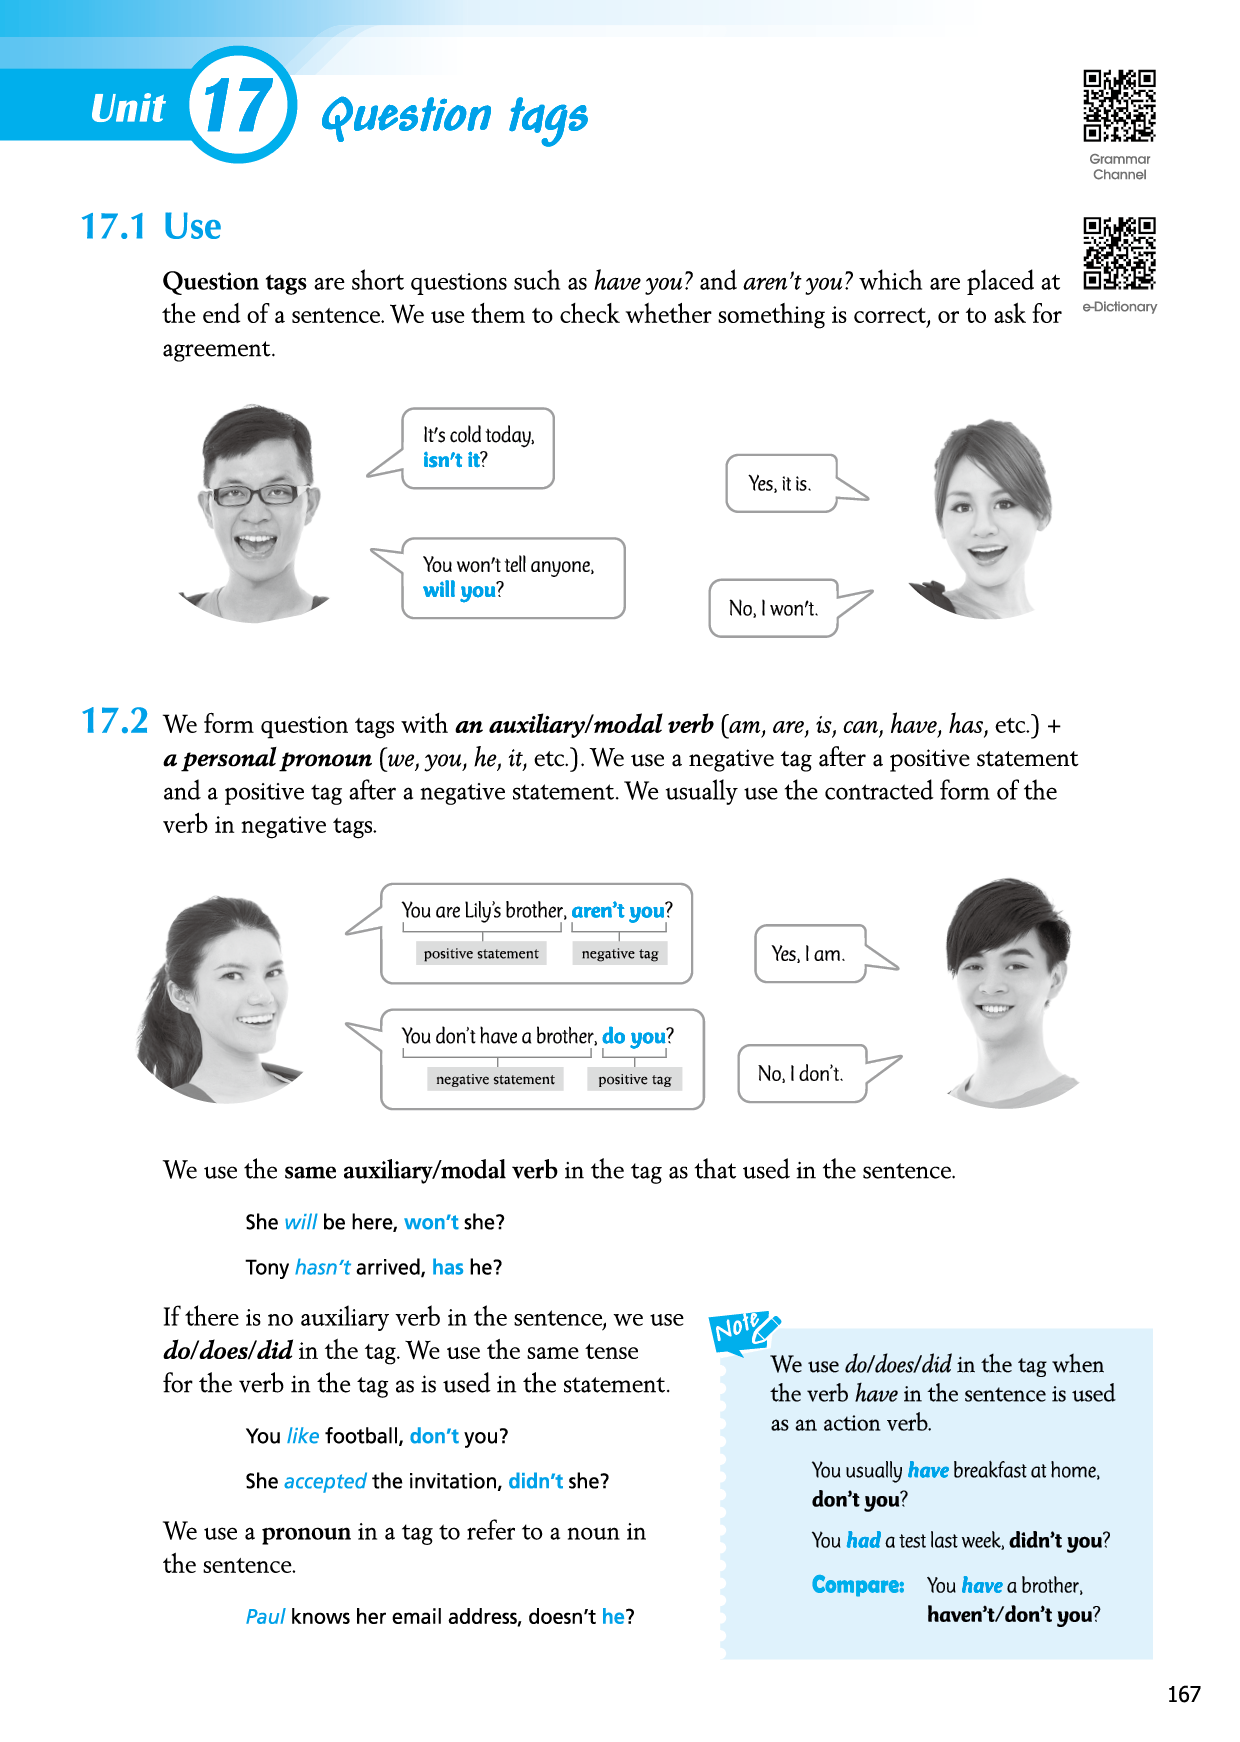 Unit 17 Question tags
Grammar
Channel
17.1 Use
e-Dictionary
Question tags are short questions such as have you? and aren't you? which are placed at
the end of a sentence. We use them to check whether something is correct, or to ask for
agreement.
It's cold today,
isn't it?
Yes, it is.
You won't tell anyone,
will you?
No, I won't.
17.2 We form question tags with an auxiliary/modal verb (am, are, is, can, have, has, etc.) +
a personal pronoun (we, you, he, it, etc.). We use a negative tag after a positive statement
and a positive tag after a negative statement. We usually use the contracted form of the
verb in negative tags.
You are Lily's brother, aren't you?
positive statement negative tag
Yes, I am.
You don't have a brother, do you?
negative statement positive tag
No, I don't.
We use the same auxiliary/modal verb in the tag as that used in the sentence.
She will be here, won't she?
Tony hasn't arrived, has he?
If there is no auxiliary verb in the sentence, we use
do/does/did in the tag. We use the same tense
for the verb in the tag as is used in the statement.
You like football, don't you?
She accepted the invitation, didn't she?
We use a pronoun in a tag to refer to a noun in
the sentence.
Paul knows her email address, doesn't he?
Note
We use do/does/did in the tag when
the verb have in the sentence is used
as an action verb.
You usually have breakfast at home,
don't you?
You had a test last week, didn't you?
Compare: You have a brother,
haven't/don't you?
167